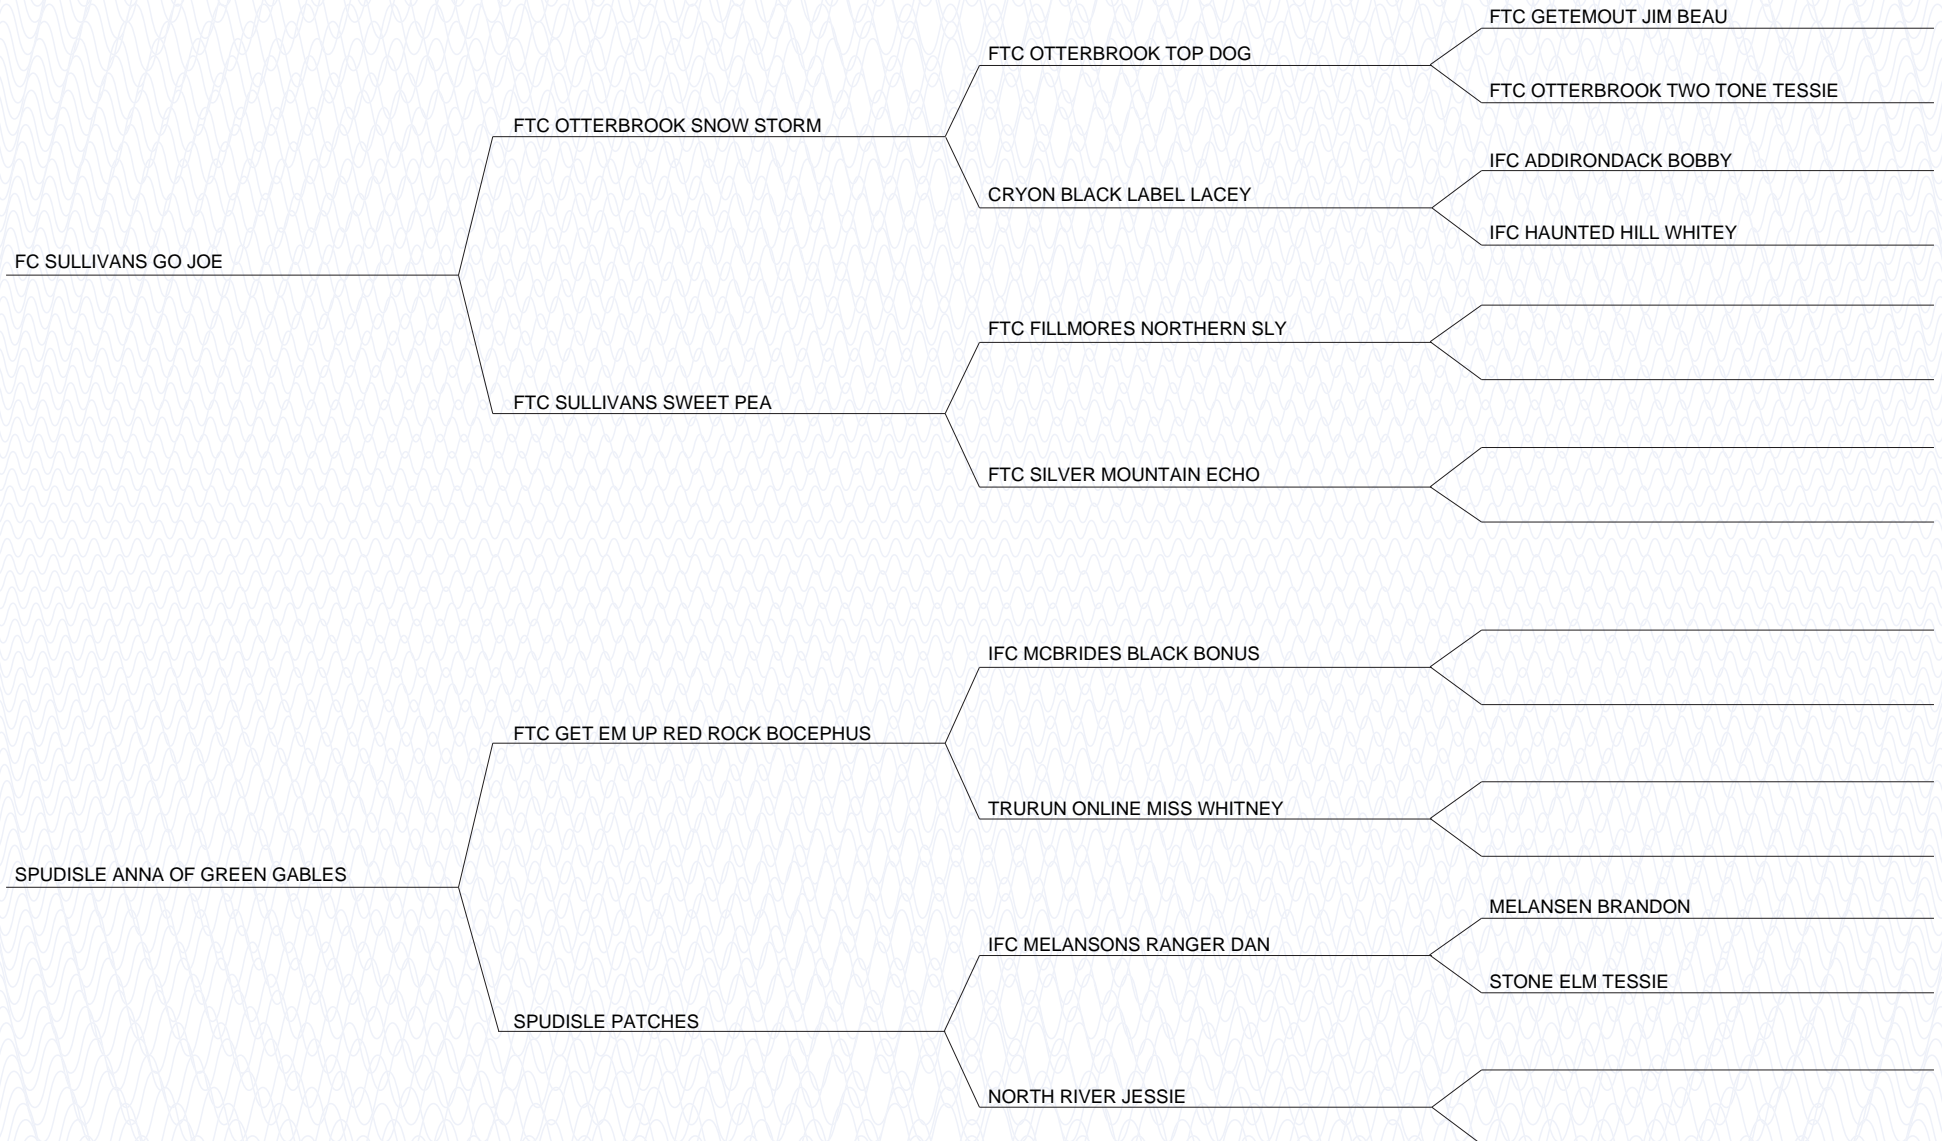 FTC GETEMOUT JIM BEAU
FTC OTTERBROOK TOP DOG
FTC OTTERBROOK TWO TONE TESSIE
FTC OTTERBROOK SNOW STORM
IFC ADDIRONDACK BOBBY
CRYON BLACK LABEL LACEY
IFC HAUNTED HILL WHITEY
FC SULLIVANS GO JOE
FTC FILLMORES NORTHERN SLY
FTC SULLIVANS SWEET PEA
FTC SILVER MOUNTAIN ECHO
IFC MCBRIDES BLACK BONUS
FTC GET EM UP RED ROCK BOCEPHUS
TRURUN ONLINE MISS WHITNEY
SPUDISLE ANNA OF GREEN GABLES
MELANSEN BRANDON
IFC MELANSONS RANGER DAN
STONE ELM TESSIE
SPUDISLE PATCHES
NORTH RIVER JESSIE